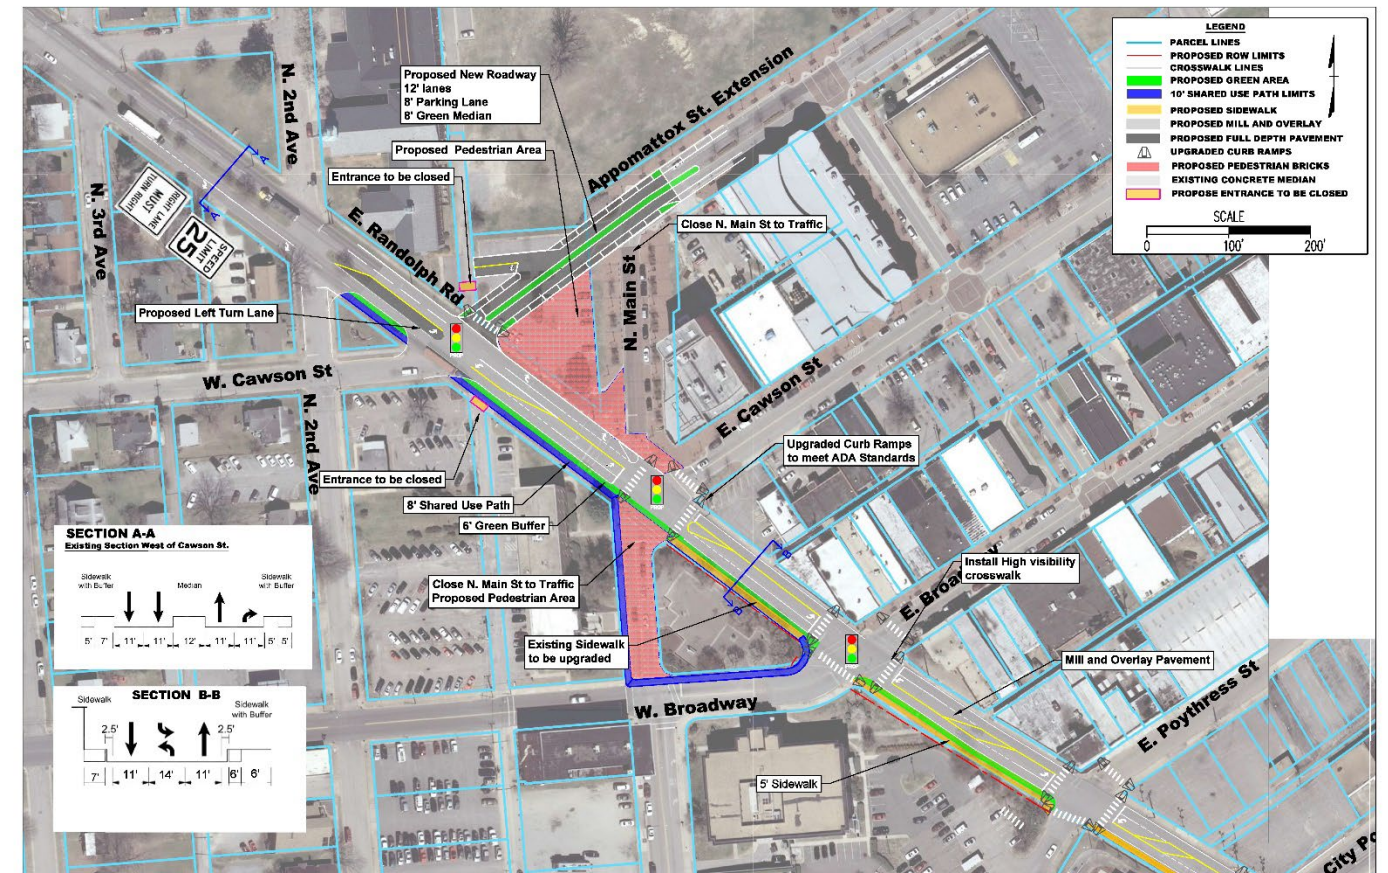 LEGEND
PARCEL LINES
PROPOSED ROW LIMITS
CROSSWALK LINES
PROPOSED GREEN AREA
10' SHARED USE PATH LIMITS
PROPOSED SIDEWALK
PROPOSED MILL AND OVERLAY
PROPOSED FULL DEPTH PAVEMENT
UPGRADED CURB RAMPS
PROPOSED PEDESTRIAN BRICKS
EXISTING CONCRETE MEDIAN
PROPOSE ENTRANCE TO BE CLOSED
SCALE
0 100' 200'
Proposed New Roadway
12' lanes
8' Parking Lane
8' Green Median
Proposed Pedestrian Area
Entrance to be closed
Appomattox St. Extension
N. 2nd Ave
N. 3rd Ave
A
A
RIGHT LANE
MUST
TURN RIGHT
SPEED
LIMIT
25
E. Randolph Rd
Close N. Main St to Traffic
N. Main St
Proposed Left Turn Lane
W. Cawson St
E. Cawson St
N. 2nd Ave
Upgraded Curb Ramps
to meet ADA Standards
Entrance to be closed
8' Shared Use Path
6' Green Buffer
Close N. Main St to Traffic
Proposed Pedestrian Area
B
B
Install High visibility
crosswalk
Existing Sidewalk
to be upgraded
Mill and Overlay Pavement
W. Broadway
E. Poythress St
5' Sidewalk
SECTION A-A
Existing Section West of Cawson St.
Sidewalk
with Buffer
Median
Sidewalk
with Buffer
5' 7' 11' 11' 12' 11' 11' 5' 5'
SECTION B-B
Sidewalk
Sidewalk
with Buffer
2.5' 2.5'
7' 11' 14' 11' 6' 6'